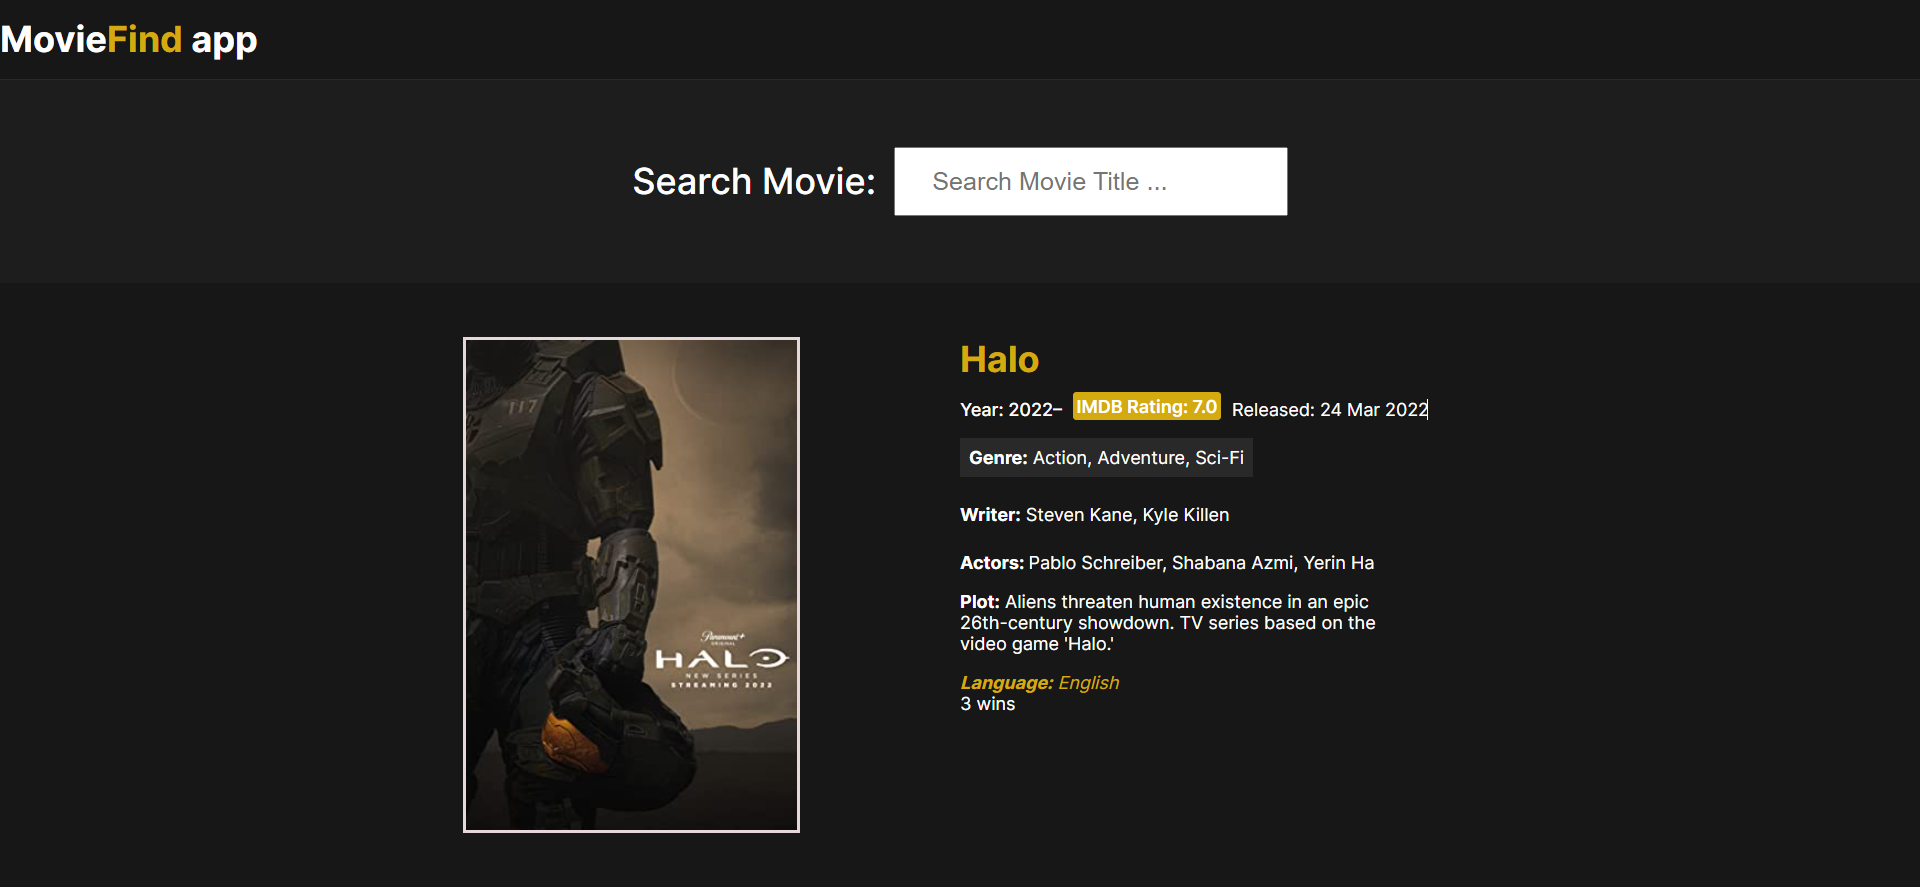 MovieFind app
Search Movie:
Search Movie Title ...
Halo
Year: 2022–
IMDB Rating: 7.0
Released: 24 Mar 2022
Genre: Action, Adventure, Sci-Fi
Writer: Steven Kane, Kyle Killen
Actors: Pablo Schreiber, Shabana Azmi, Yerin Ha
Plot: Aliens threaten human existence in an epic
26th-century showdown. TV series based on the
video game 'Halo.'
Language: English
3 wins
117
Paramount+
ORIGINAL
HALO
NEW SERIES
STREAMING 2022